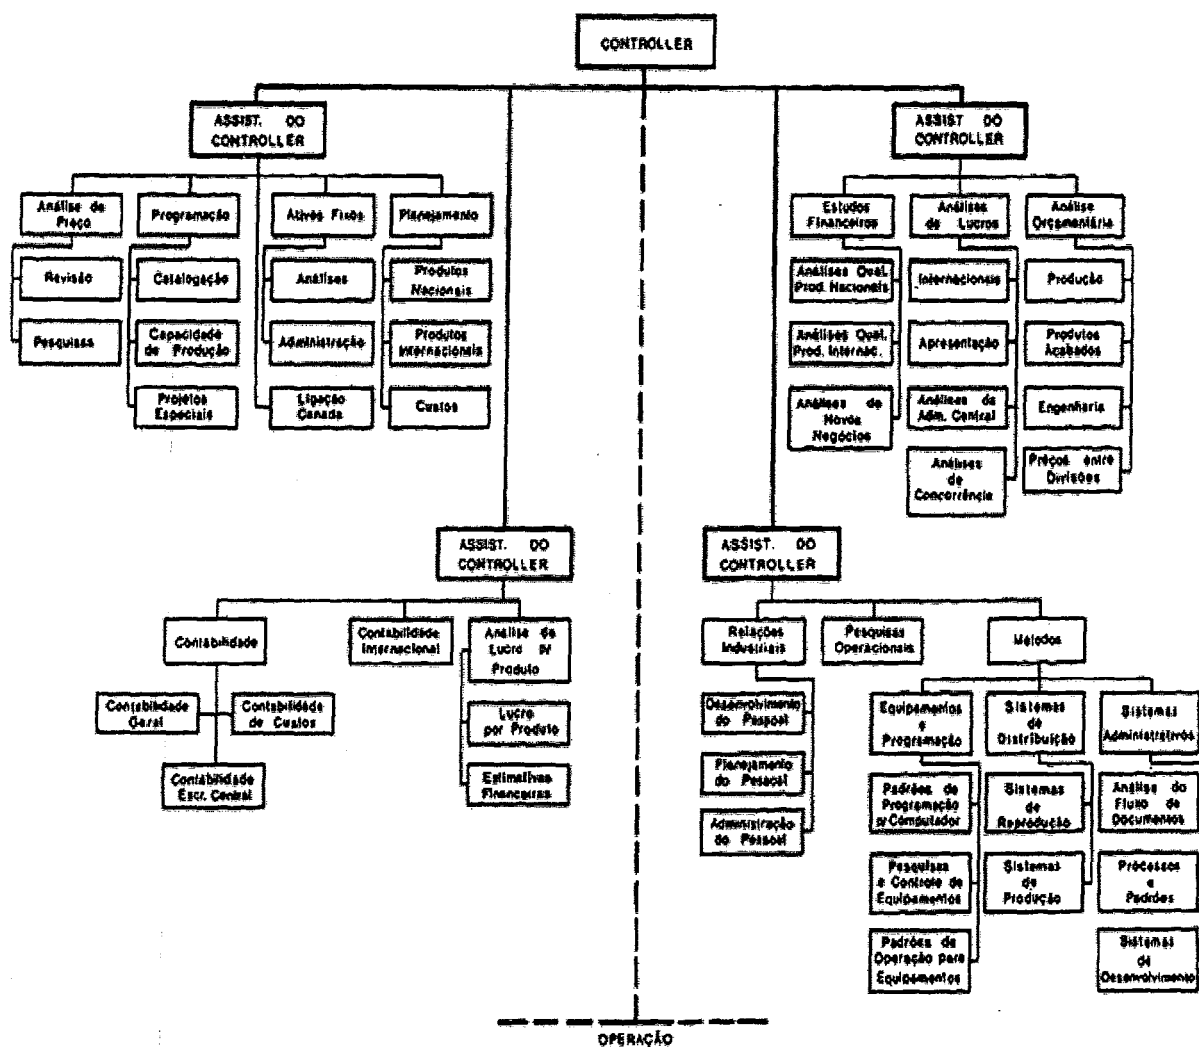 CONTROLLER
ASSIST. DO
CONTROLLER
ASSIST DO
CONTROLLER
Análise de
Preço
Programação
Ativos Fixos
Planejamento
Revisão
Catalogação
Análises
Produtos
Nacionais
Pesquisas
Capacidade
de Produção
Administração
Produtos
Internacionais
Projetos
Especiais
Ligação
Canada
Custos
Estudos
Financeiros
Análises
de Lucros
Análise
Orçamentária
Análises Qual.
Prod. Nacionais
Internacionais
Produção
Análises Qual.
Prod. Internac.
Apresentação
Produtos
Acabados
Análises de
Novos
Negócios
Análises da
Adm. Central
Engenharia
Análises
de
Concorrência
Preços entre
Divisões
ASSIST. DO
CONTROLLER
ASSIST. DO
CONTROLLER
Contabilidade
Contabilidade
Internacional
Análise de
Lucro p/
Produto
Contabilidade
Geral
Contabilidade
de Custos
Lucro
por Produto
Contabilidade
Escr. Central
Estimativas
Financeiras
Relações
Industriais
Pesquisas
Operacionais
Métodos
Desenvolvimento
do Pessoal
Equipamentos
e
Programação
Sistemas
de
Distribuição
Sistemas
Administrativos
Planejamento
do Pessoal
Padrões de
Programação
p/ Computador
Sistemas
de
Reprodução
Análise do
Fluxo de
Documentos
Administração
do Pessoal
Pesquisas
e Controle de
Equipamentos
Sistemas
de
Produção
Processos
e
Padrões
Padrões de
Operação para
Equipamentos
Sistemas
de
Desenvolvimento
OPERAÇÃO